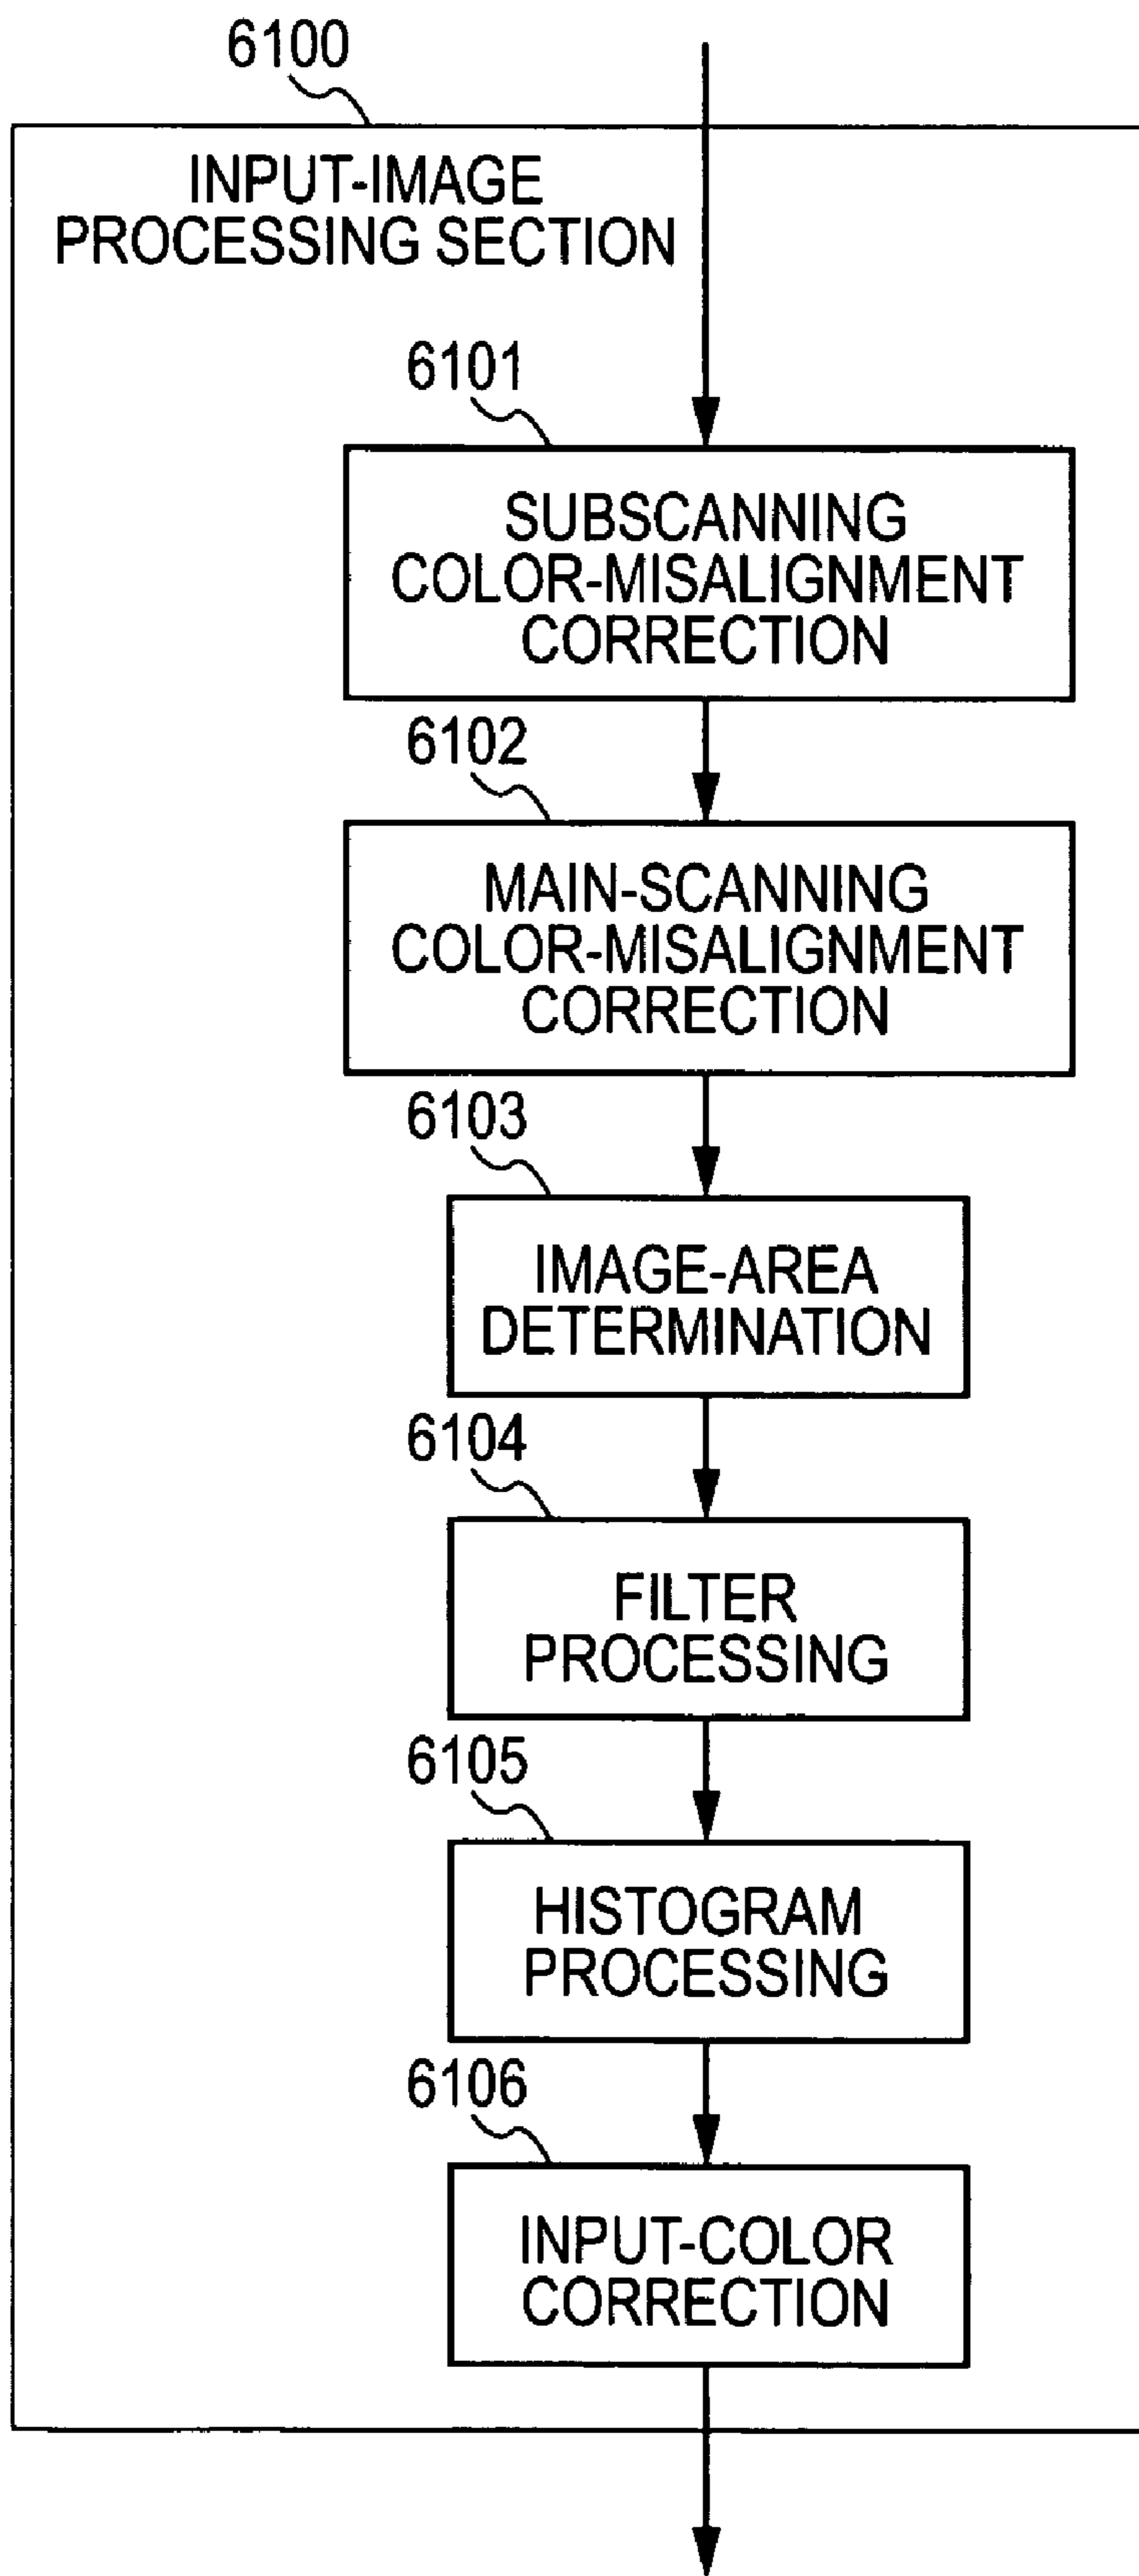 6100
INPUT-IMAGE
PROCESSING SECTION
6101
SUBSCANNING
COLOR-MISALIGNMENT
CORRECTION
6102
MAIN-SCANNING
COLOR-MISALIGNMENT
CORRECTION
6103
IMAGE-AREA
DETERMINATION
6104
FILTER
PROCESSING
6105
HISTOGRAM
PROCESSING
6106
INPUT-COLOR
CORRECTION